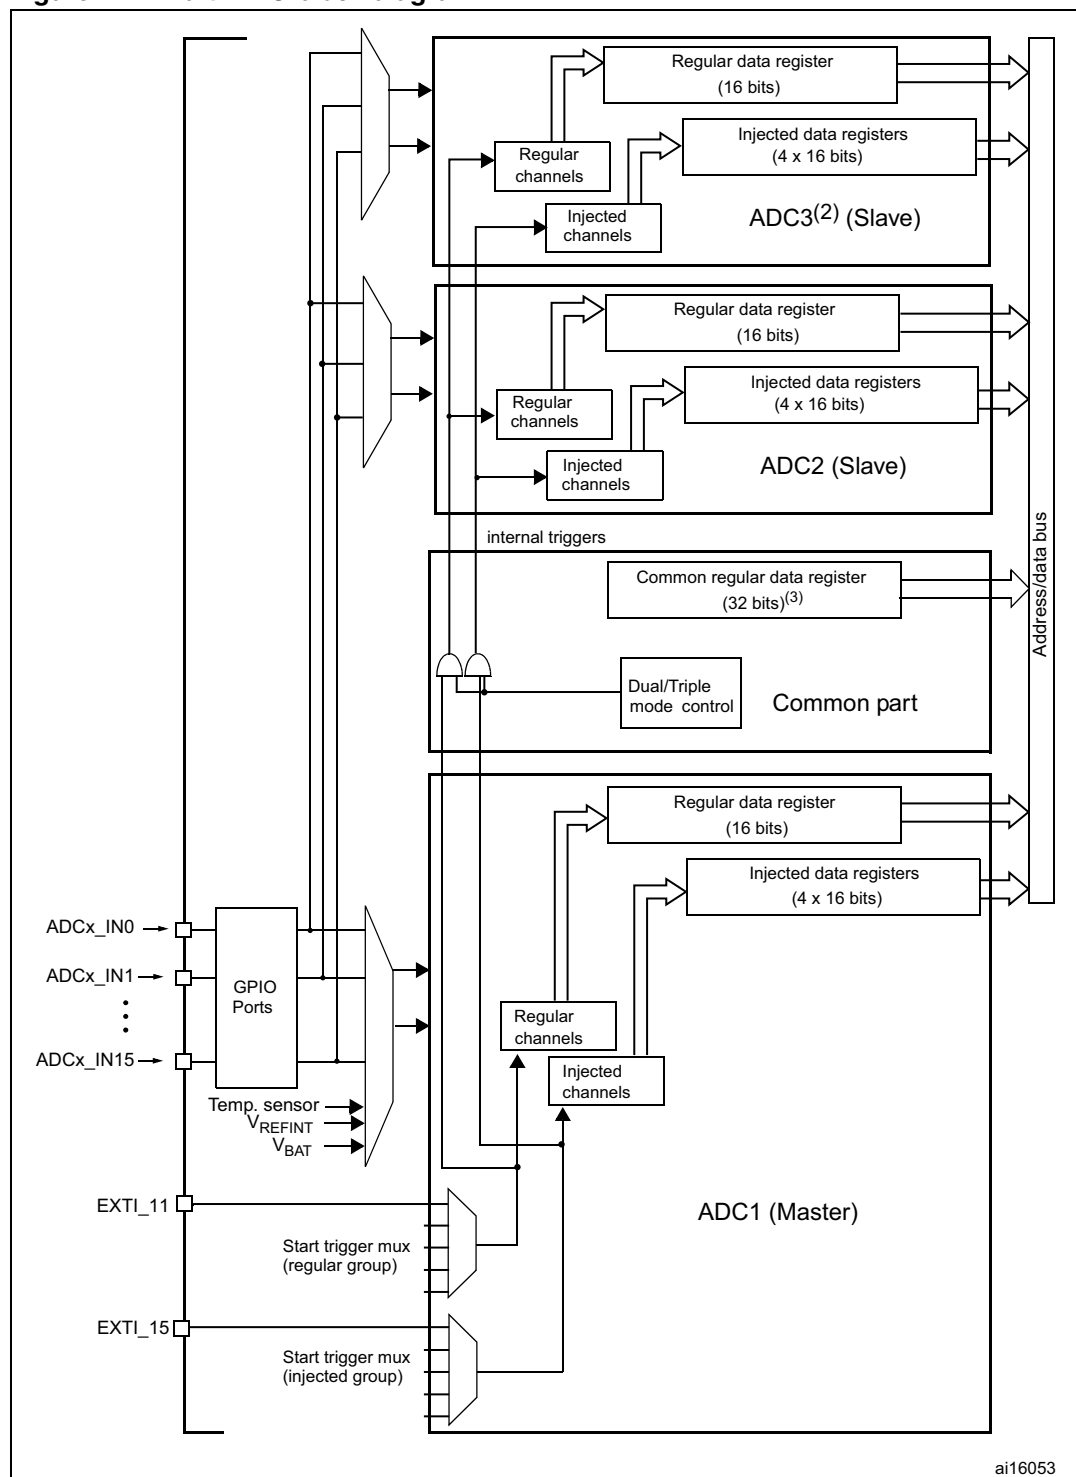 Regular data register
(16 bits)
Injected data registers
(4 x 16 bits)
Regular
channels
Injected
channels
ADC3(2) (Slave)
Regular data register
(16 bits)
Injected data registers
(4 x 16 bits)
Regular
channels
Injected
channels
ADC2 (Slave)
internal triggers
Common regular data register
(32 bits)(3)
Dual/Triple
mode control
Common part
Address/data bus
Regular data register
(16 bits)
Injected data registers
(4 x 16 bits)
ADCx_IN0
ADCx_IN1
ADCx_IN15
GPIO
Ports
Regular
channels
Injected
channels
Temp. sensor
VREFINT
VBAT
EXTI_11
Start trigger mux
(regular group)
ADC1 (Master)
EXTI_15
Start trigger mux
(injected group)
ai16053